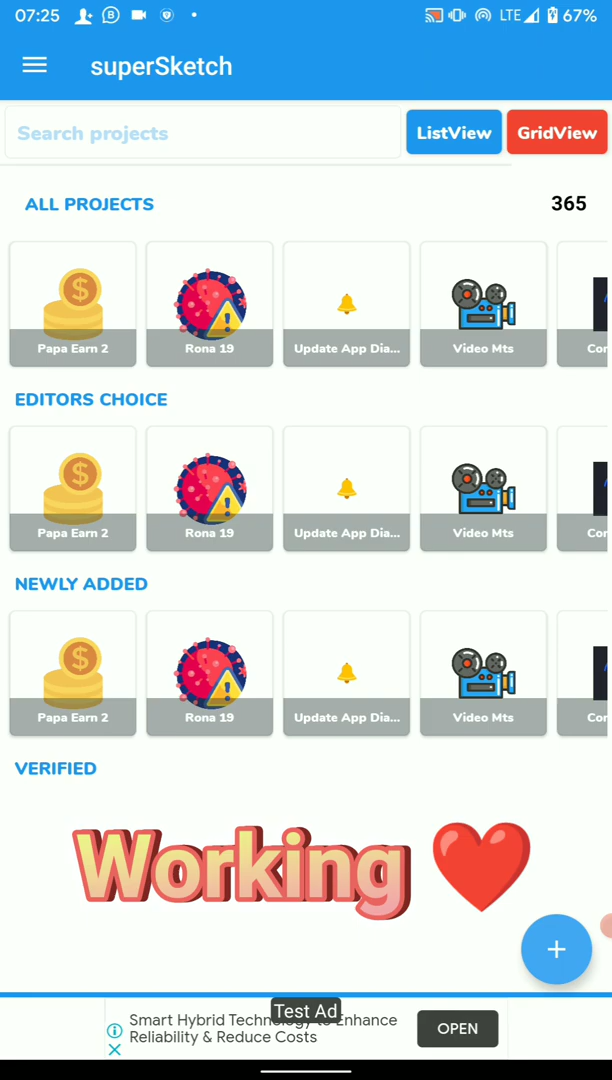 07:25
LTE
67%
superSketch
Search projects
ListView
GridView
ALL PROJECTS
365
Papa Earn 2
Rona 19
Update App Dia...
Video Mts
Cor
EDITORS CHOICE
Papa Earn 2
Rona 19
Update App Dia...
Video Mts
Cor
NEWLY ADDED
Papa Earn 2
Rona 19
Update App Dia...
Video Mts
Cor
VERIFIED
Working
Test Ad
Smart Hybrid Technology to Enhance
Reliability & Reduce Costs
OPEN